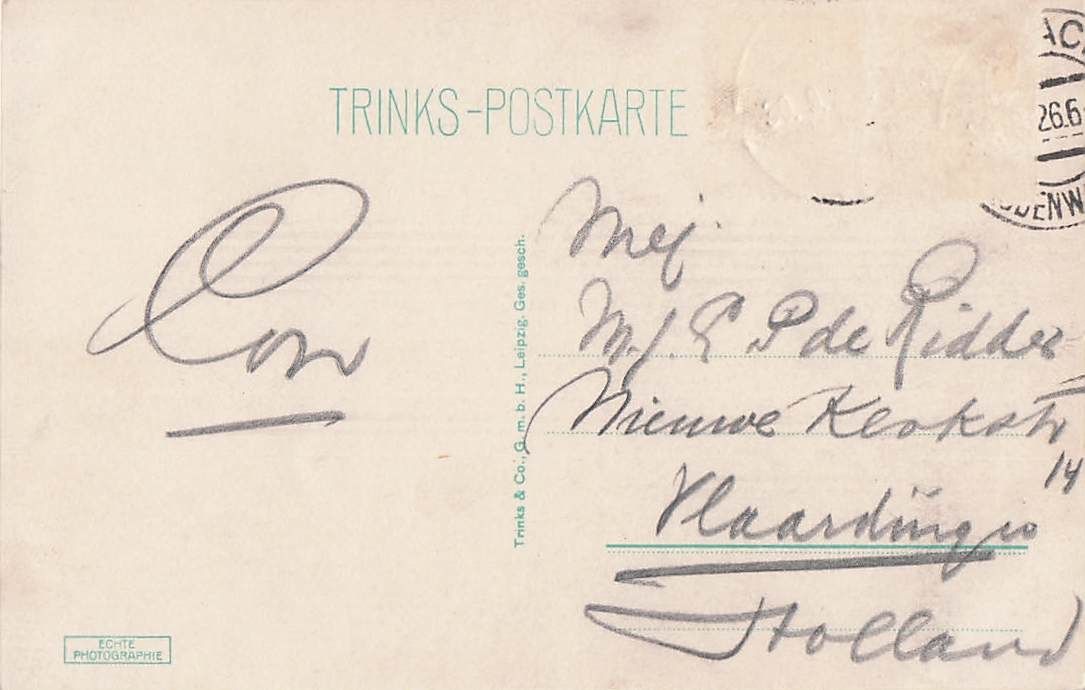 TRINKS-POSTKARTE
26.6
Mej.
M.J.E P de Ridder
Nieuwe Kerkstr
14
Vlaardingen
Holland
Trinks & Co., G. m. b. H., Leipzig. Ges. gesch.
ECHTE
PHOTOGRAPHIE